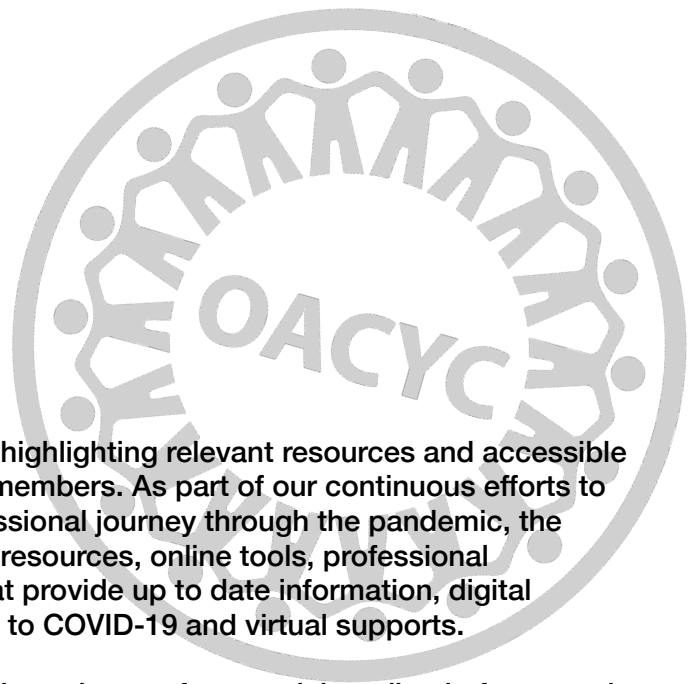 OACYC
highlighting relevant resources and accessible
members. As part of our continuous efforts to
ssional journey through the pandemic, the
resources, online tools, professional
at provide up to date information, digital
to COVID-19 and virtual supports.